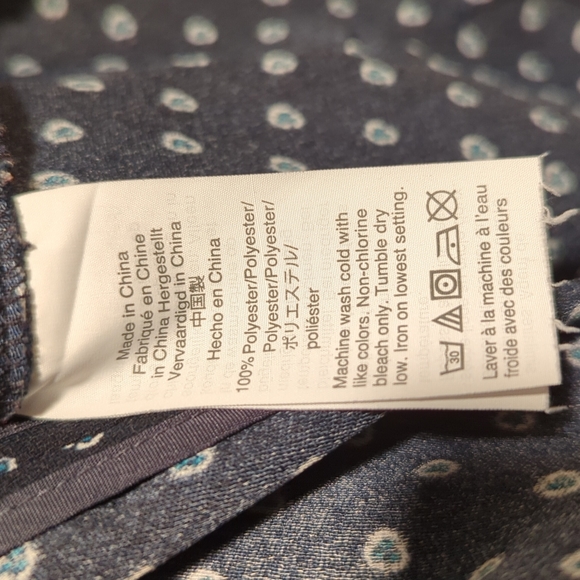 Made in China
Fabriqué en Chine
in China Hergestellt
Vervaardigd in China
中国製
Hecho en China
100% Polyester/Polyester/
Polyester/Polyester/
ポリエステル/
poliéster
Machine wash cold with
like colors. Non-chlorine
bleach only. Tumble dry
low. Iron on lowest setting.
30
Laver à la machine à l'eau
froide avec des couleurs